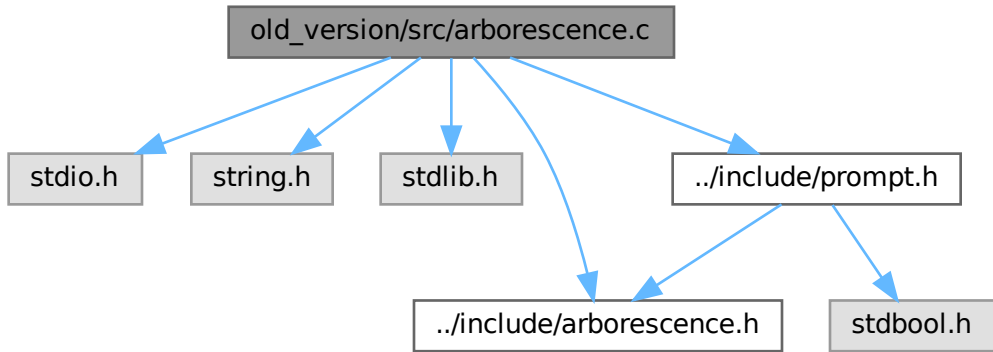 old_version/src/arborescence.c
stdio.h
string.h
stdlib.h
../include/prompt.h
../include/arborescence.h
stdbool.h